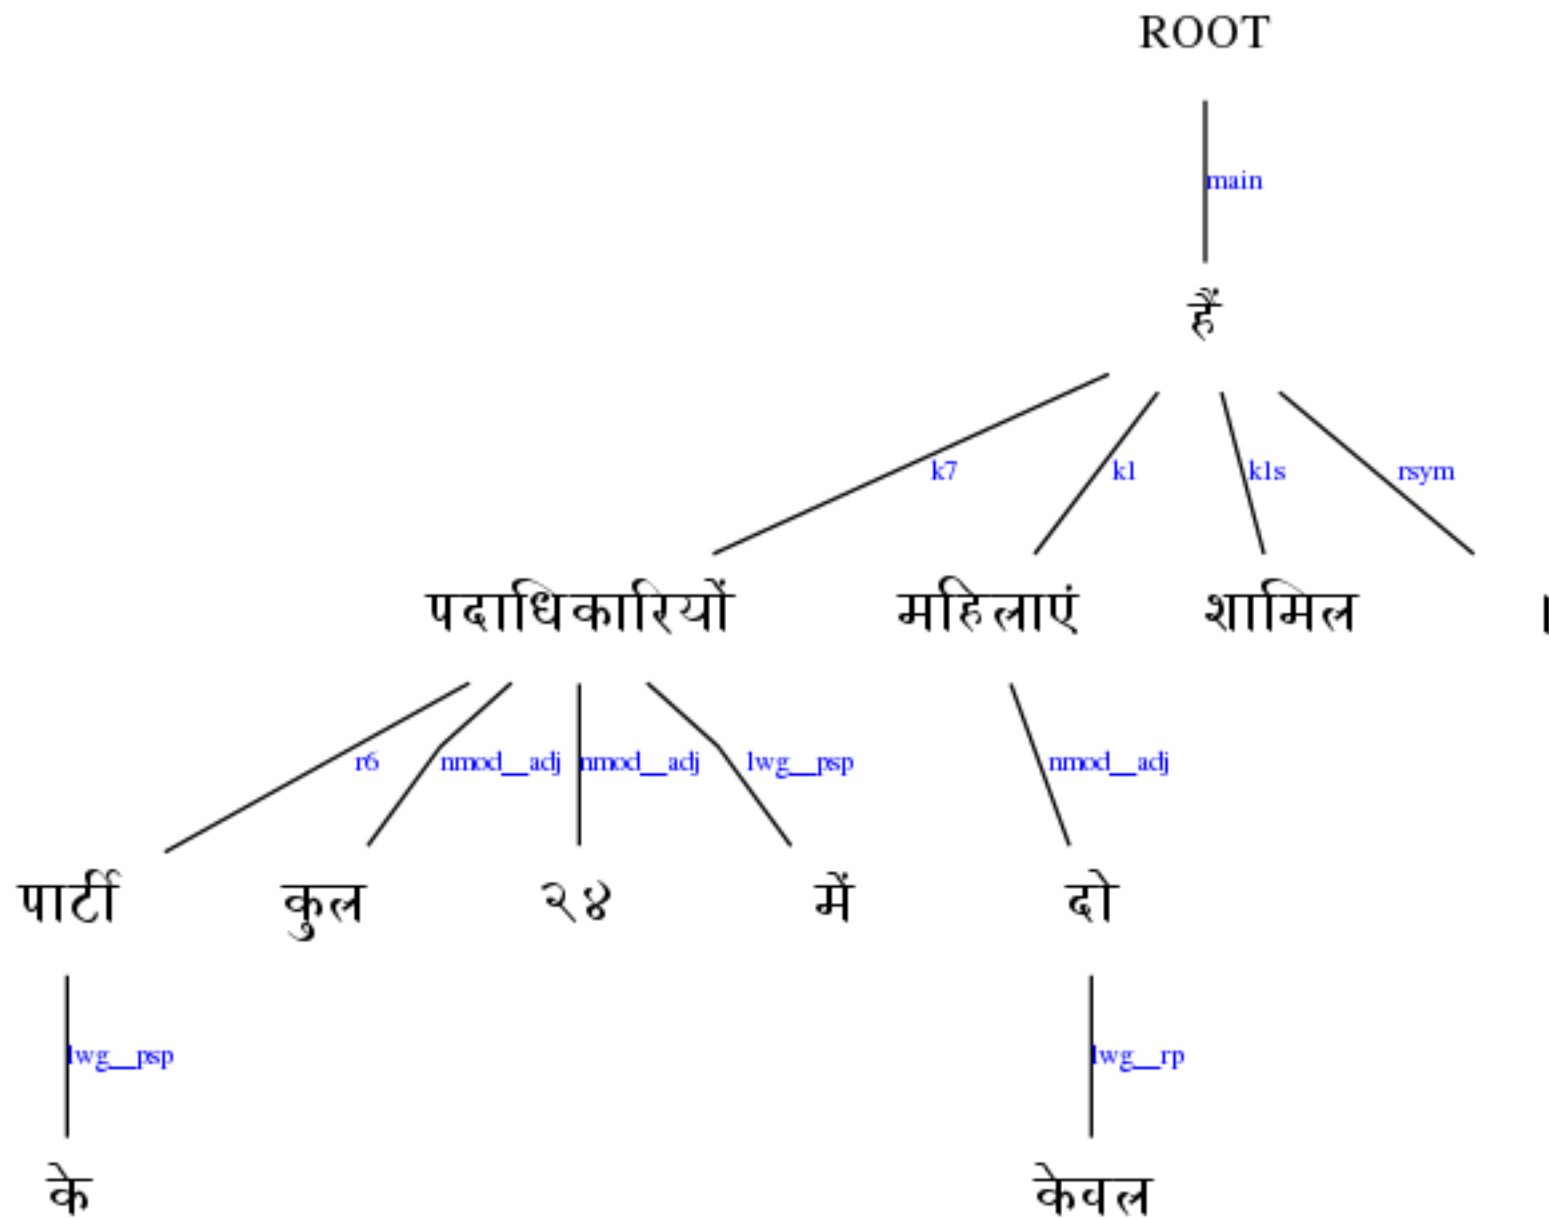 ROOT
main
हैं
k7 k1 k1s rsym
पदाधिकारियों महिलाएं शामिल ।
r6 nmod__adj nmod__adj lwg__psp nmod__adj
पार्टी कुल २४ में दो
lwg__psp lwg__rp
के केवल